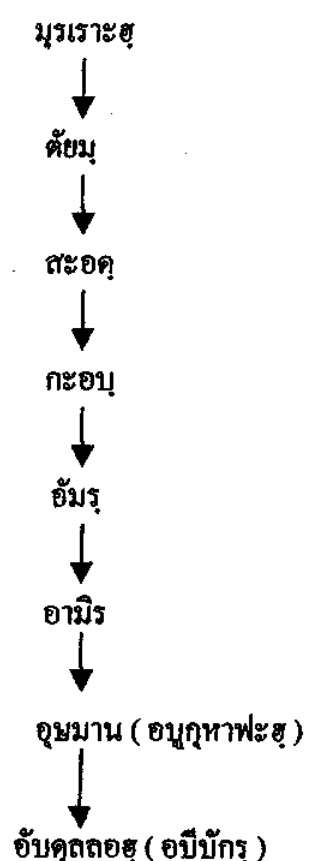 มุรเราะฮฺ
ตัยมฺ
สะอดฺ
กะอบฺ
อัมรฺ
อามิร
อุษมาน ( อบูกุหาฟะฮฺ )
อับดุลลอฮฺ ( อบีบักรฺ )